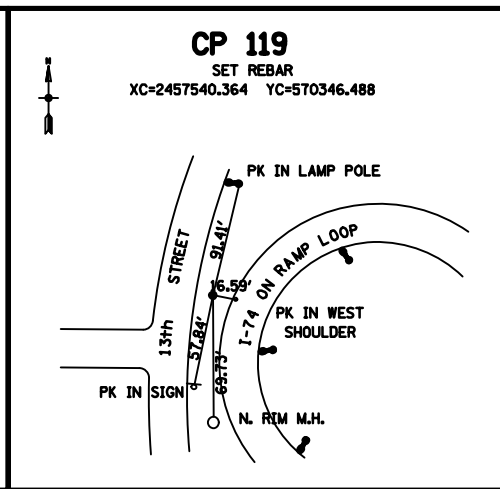 CP 119
SET REBAR
XC=2457540.364 YC=570346.488
N
PK IN LAMP POLE
91.41'
STREET
13th
I-74 ON RAMP LOOP
16.59'
PK IN WEST
SHOULDER
57.84'
69.73'
PK IN SIGN
N. RIM M.H.